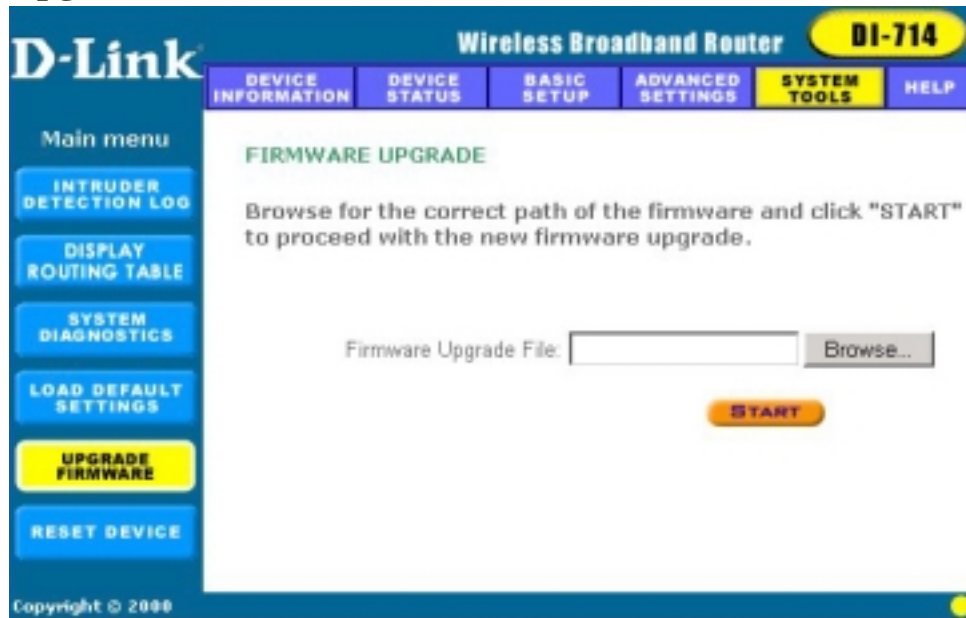 D-Link
Wireless Broadband Router
DI-714
DEVICE
INFORMATION
DEVICE
STATUS
BASIC
SETUP
ADVANCED
SETTINGS
SYSTEM
TOOLS
HELP
Main menu
INTRUDER
DETECTION LOG
DISPLAY
ROUTING TABLE
SYSTEM
DIAGNOSTICS
LOAD DEFAULT
SETTINGS
UPGRADE
FIRMWARE
RESET DEVICE
FIRMWARE UPGRADE
Browse for the correct path of the firmware and click "START"
to proceed with the new firmware upgrade.
Firmware Upgrade File:
Browse...
START
Copyright © 2000